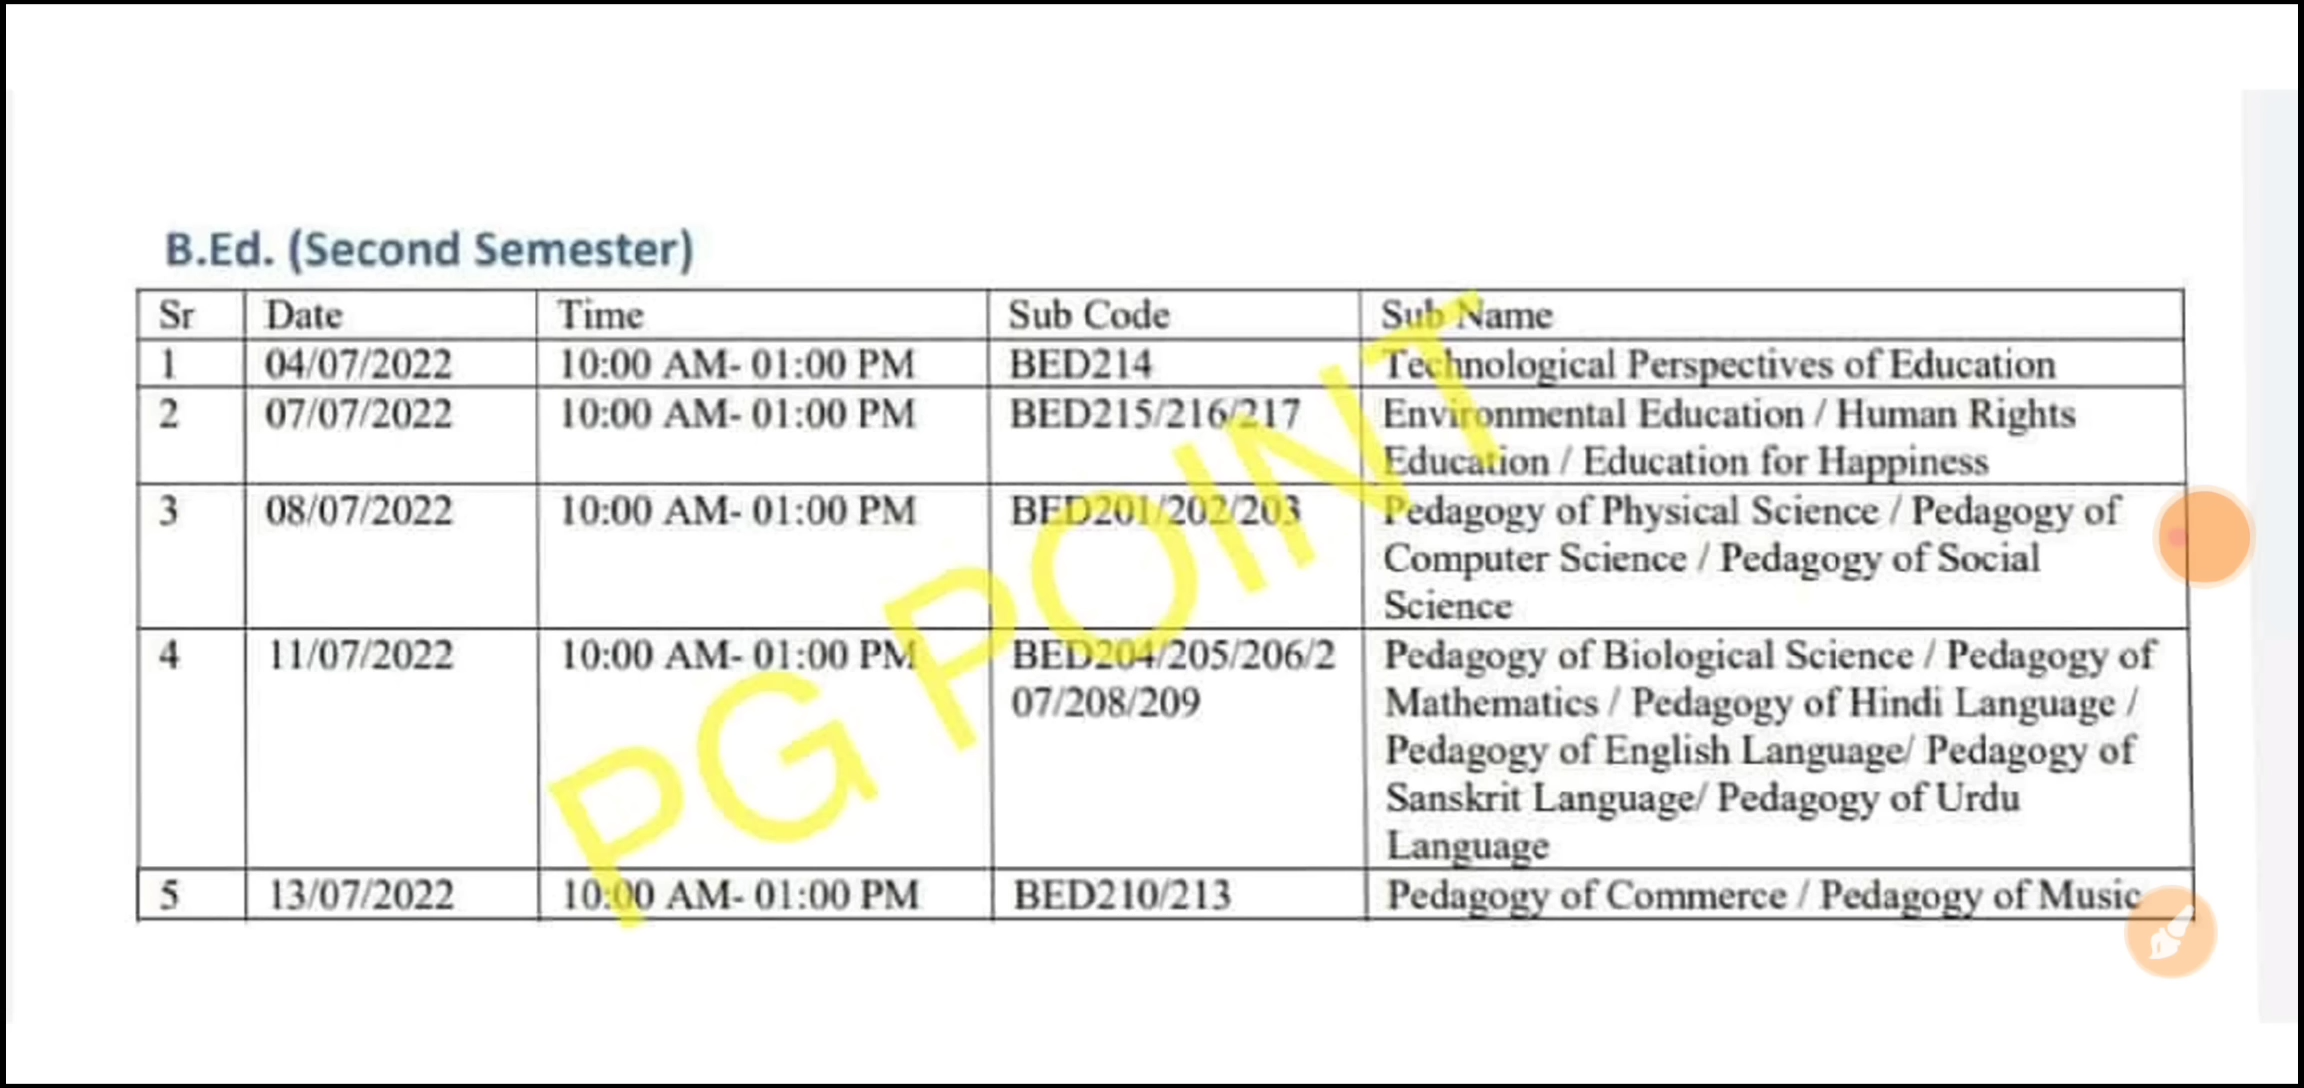 B.Ed. (Second Semester)
Sr Date Time Sub Code Sub Name
1 04/07/2022 10:00 AM- 01:00 PM BED214 Technological Perspectives of Education
2 07/07/2022 10:00 AM- 01:00 PM BED215/216/217 Environmental Education / Human Rights
Education / Education for Happiness
3 08/07/2022 10:00 AM- 01:00 PM BED201/202/203 Pedagogy of Physical Science / Pedagogy of
Computer Science / Pedagogy of Social
Science
4 11/07/2022 10:00 AM- 01:00 PM BED204/205/206/2 Pedagogy of Biological Science / Pedagogy of
07/208/209 Mathematics / Pedagogy of Hindi Language /
Pedagogy of English Language/ Pedagogy of
Sanskrit Language/ Pedagogy of Urdu
Language
5 13/07/2022 10:00 AM- 01:00 PM BED210/213 Pedagogy of Commerce / Pedagogy of Music
PG POINT